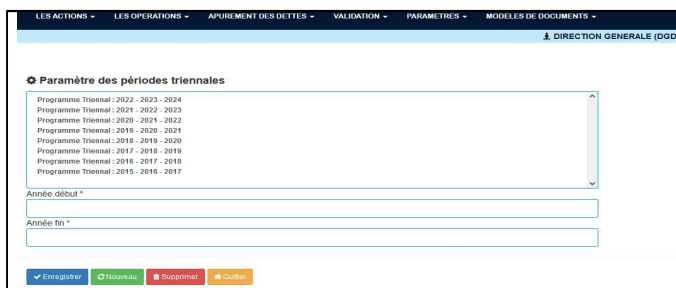 LES ACTIONS LES OPERATIONS APUREMENT DES DETTES VALIDATION PARAMETRES MODELES DE DOCUMENTS
DIRECTION GENERALE (DGD
Paramètre des périodes triennales
Programme Triennal : 2022 - 2023 - 2024
Programme Triennal : 2021 - 2022 - 2023
Programme Triennal : 2020 - 2021 - 2022
Programme Triennal : 2019 - 2020 - 2021
Programme Triennal : 2018 - 2019 - 2020
Programme Triennal : 2017 - 2018 - 2019
Programme Triennal : 2016 - 2017 - 2018
Programme Triennal : 2015 - 2016 - 2017
Année début *
Année fin *
Enregistrer Nouveau Supprimer Quitter